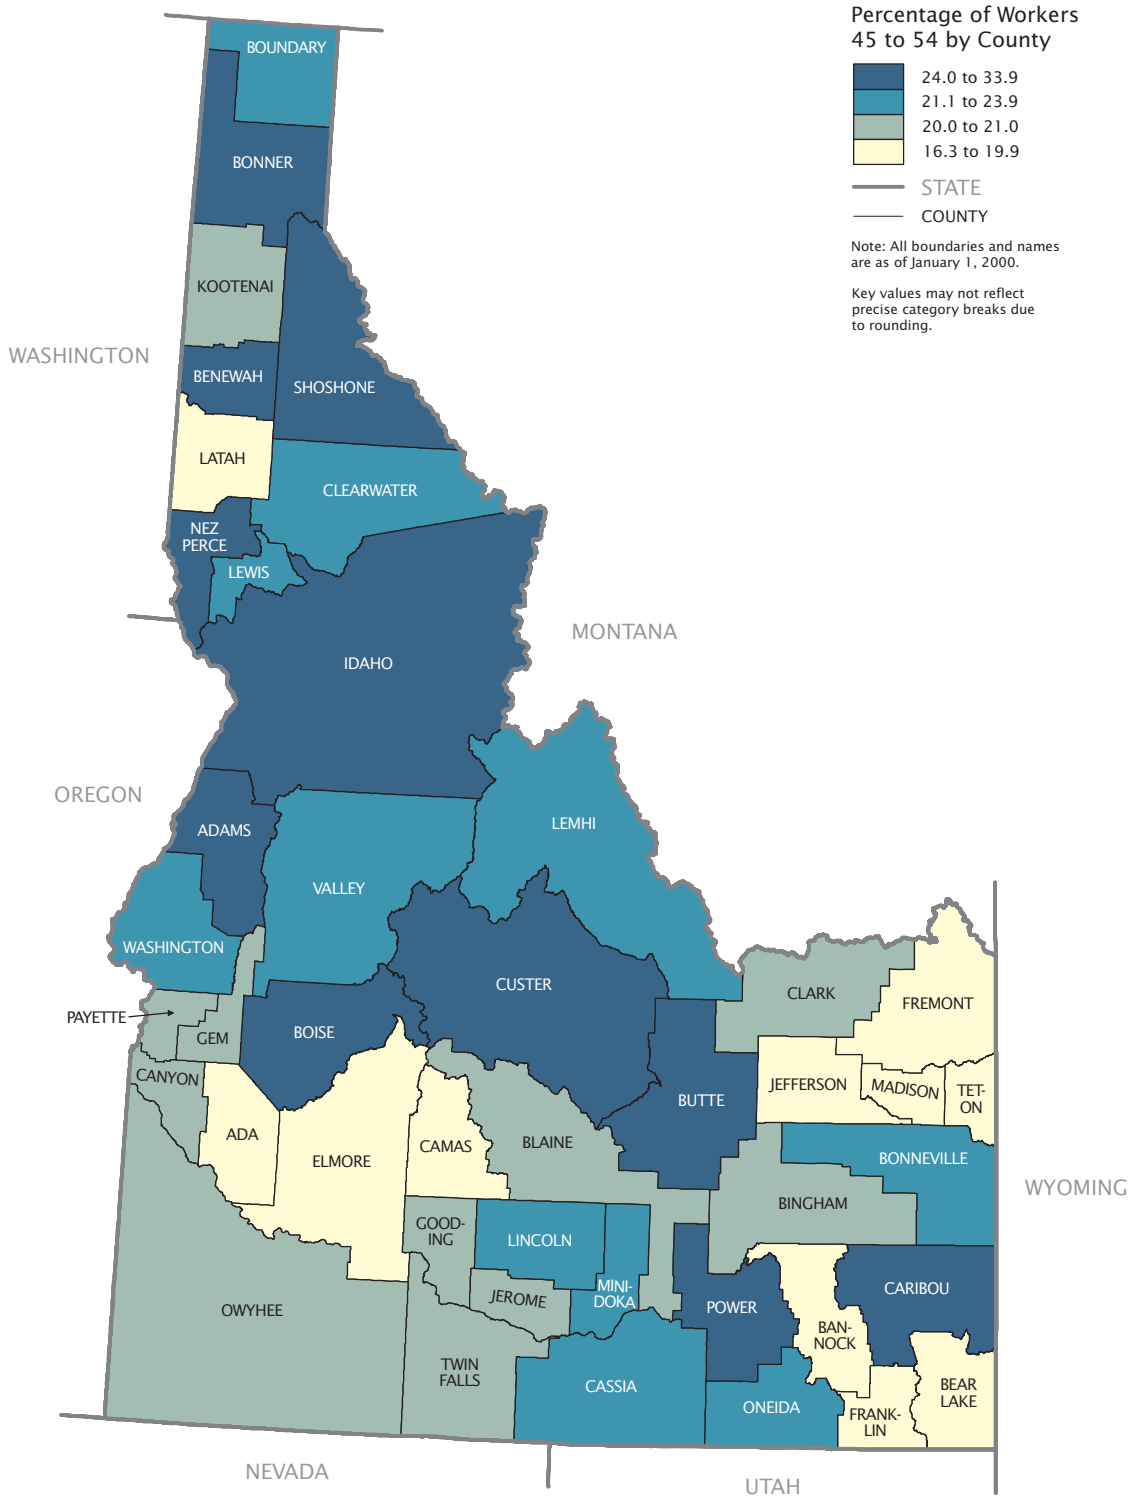 Percentage of Workers
45 to 54 by County
24.0 to 33.9
21.1 to 23.9
20.0 to 21.0
16.3 to 19.9
STATE
COUNTY
Note: All boundaries and names
are as of January 1, 2000.
Key values may not reflect
precise category breaks due
to rounding.
BOUNDARY
BONNER
KOOTENAI
WASHINGTON
BENEWAH
SHOSHONE
LATAH
CLEARWATER
NEZ
PERCE
LEWIS
MONTANA
IDAHO
OREGON
ADAMS
LEMHI
VALLEY
WASHINGTON
CUSTER
CLARK
FREMONT
PAYETTE
GEM
BOISE
CANYON
JEFFERSON
MADISON
TET-
ON
BUTTE
ADA
ELMORE
CAMAS
BLAINE
BONNEVILLE
WYOMING
BINGHAM
GOOD-
ING
LINCOLN
MINI-
DOKA
JEROME
CARIBOU
OWYHEE
POWER
BAN-
NOCK
TWIN
FALLS
CASSIA
BEAR
LAKE
ONEIDA
FRANK-
LIN
NEVADA
UTAH